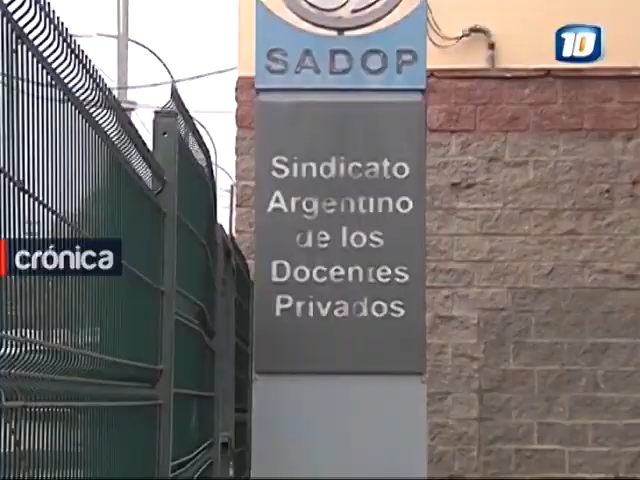 SADOP
10
Sindicato
Argentino
de los
Docentes
Privados
crónica